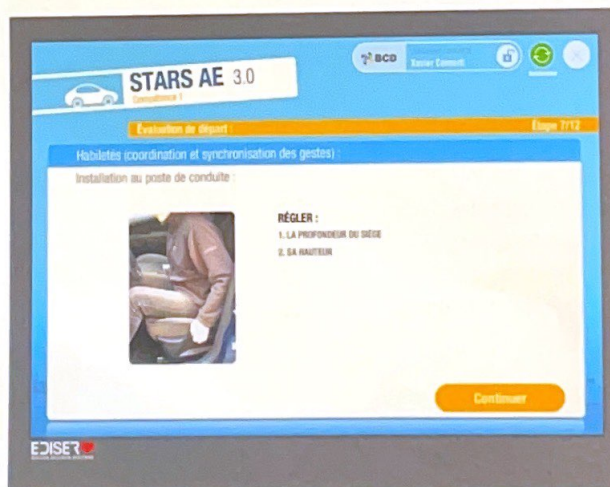 BCD
STARS AE 3.0
Compétence 1
Evaluation de départ :
Étape 7/12
Habiletés (coordination et synchronisation des gestes) :
Installation au poste de conduite :
RÉGLER :
1. LA PROFONDEUR DU SIÈGE
2. SA HAUTEUR
Continuer
EDISER